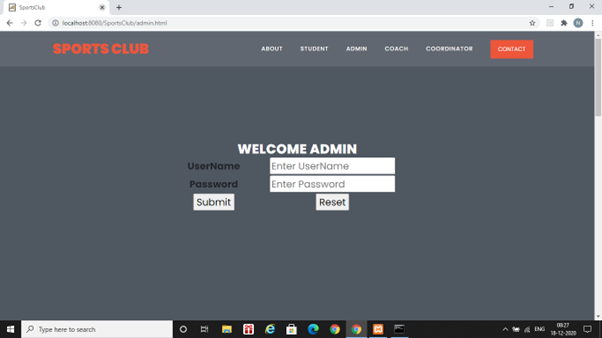 SportsClub
localhost:8080/SportsClub/admin.html
N
SPORTS CLUB
ABOUT STUDENT ADMIN COACH COORDINATOR CONTACT
WELCOME ADMIN
UserName Enter UserName
Password Enter Password
Submit Reset
Type here to search
ENG
08:27
18-12-2020